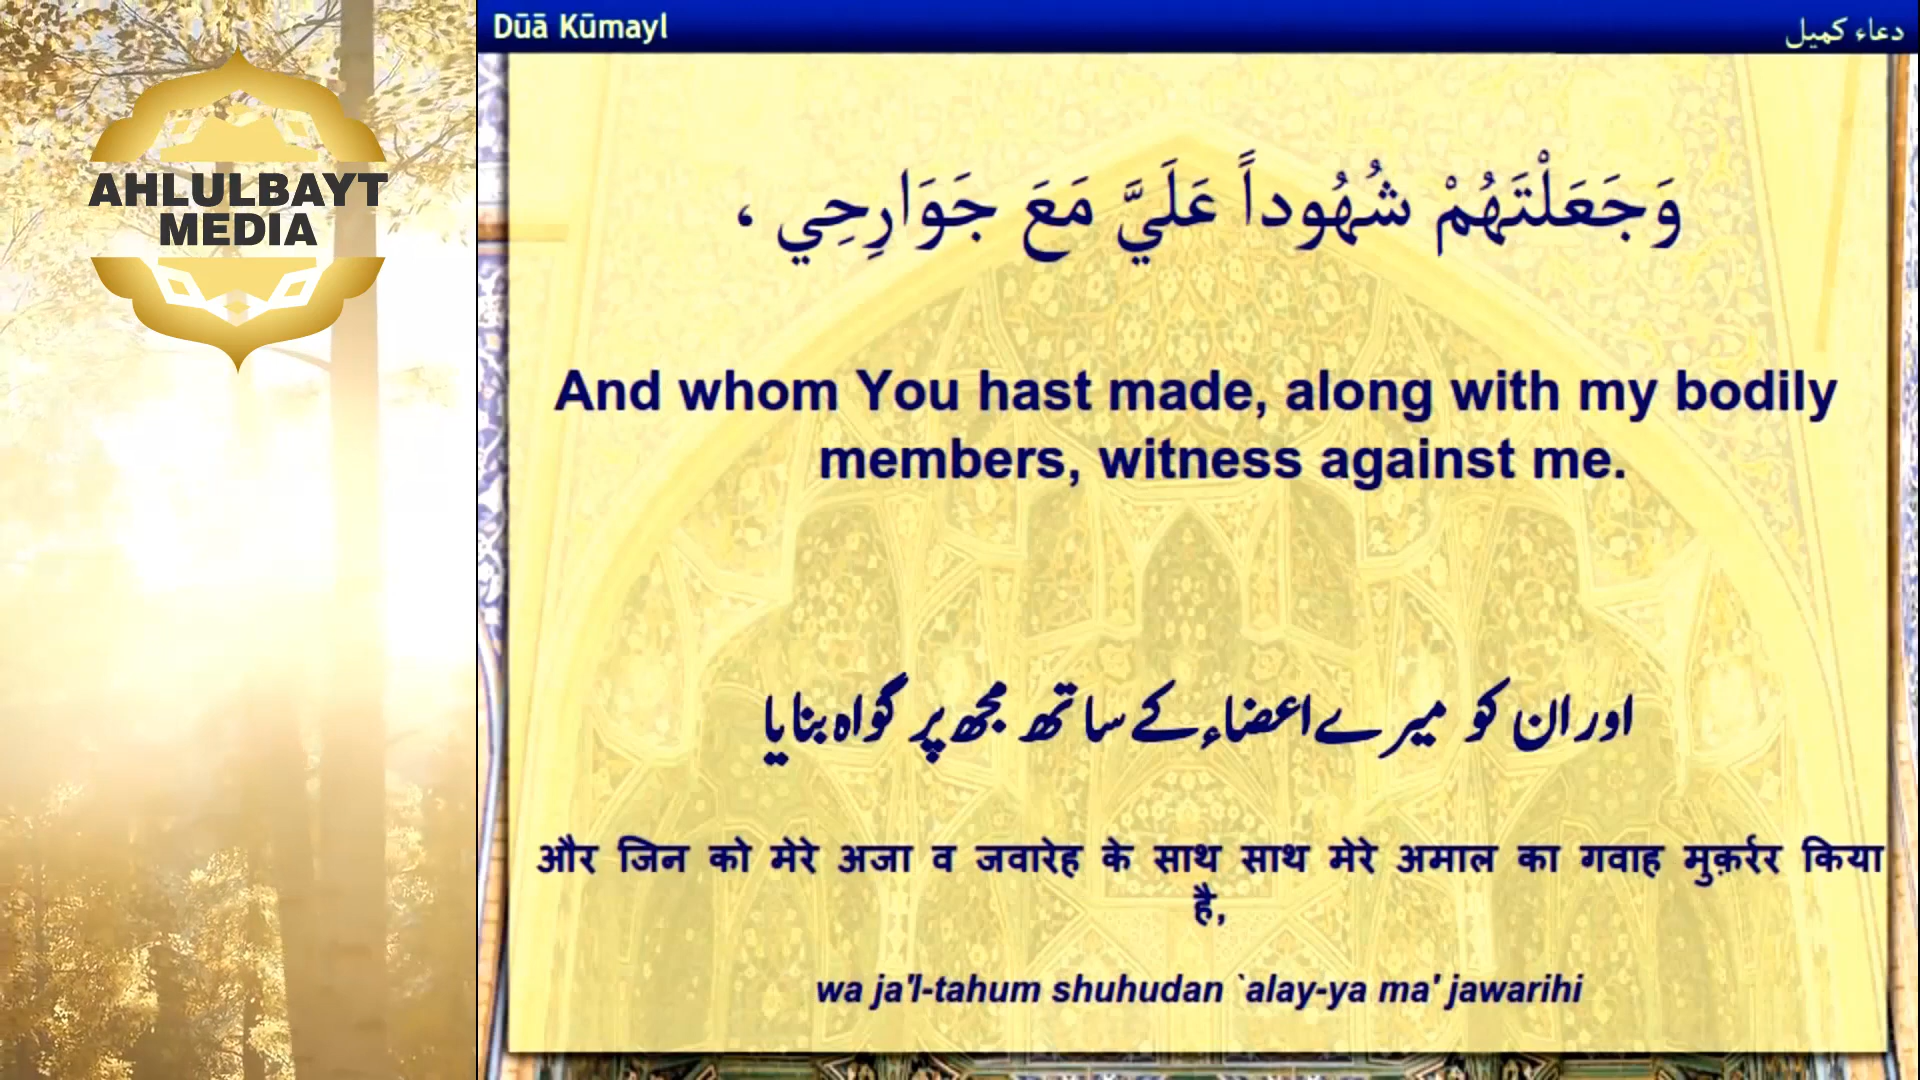 AHLULBAYT
MEDIA
Dūā Kūmayl
دعاء كميل
وَجَعَلْتَهُمْ شُهُوداً عَلَيَّ مَعَ جَوَارِحِي ،
And whom You hast made, along with my bodily
members, witness against me.
اور ان کو میرے اعضاء کے ساتھ مجھ پر گواہ بنایا
और जिन को मेरे अजा व जवारेह के साथ साथ मेरे अमाल का गवाह मुक़र्रर किया
है,
wa ja'l-tahum shuhudan `alay-ya ma' jawarihi